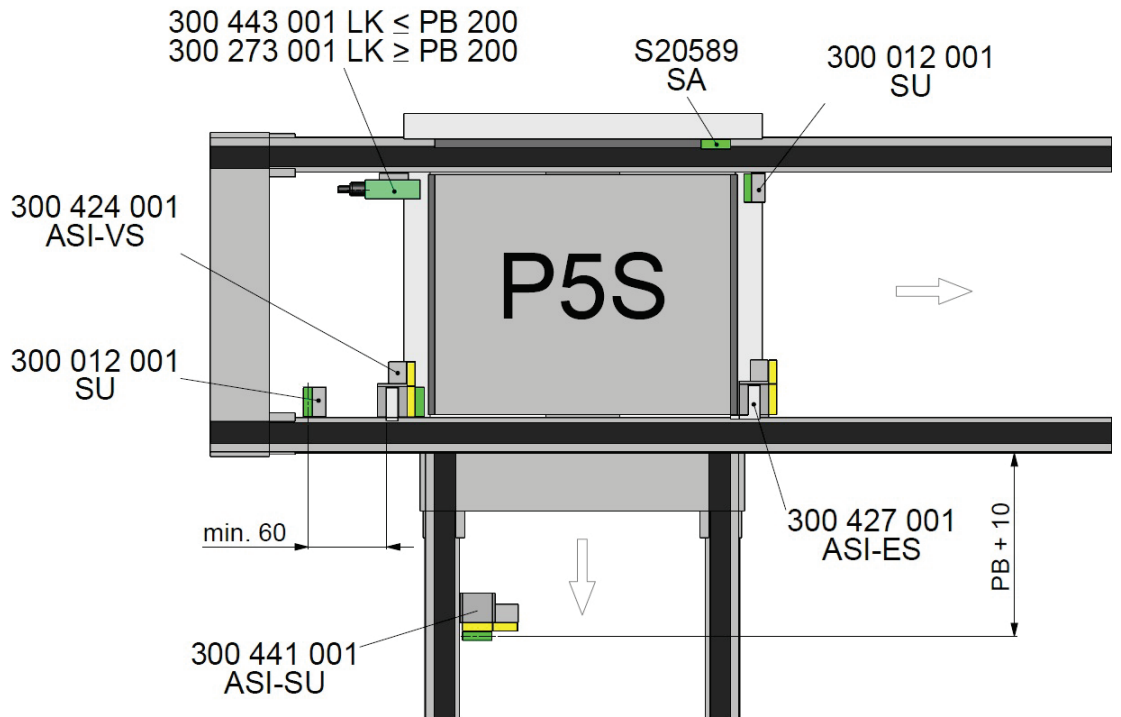 300 443 001 LK ≤ PB 200
300 273 001 LK ≥ PB 200
S20589
SA
300 012 001
SU
300 424 001
ASI-VS
P5S
300 012 001
SU
min. 60
300 427 001
ASI-ES
PB + 10
300 441 001
ASI-SU